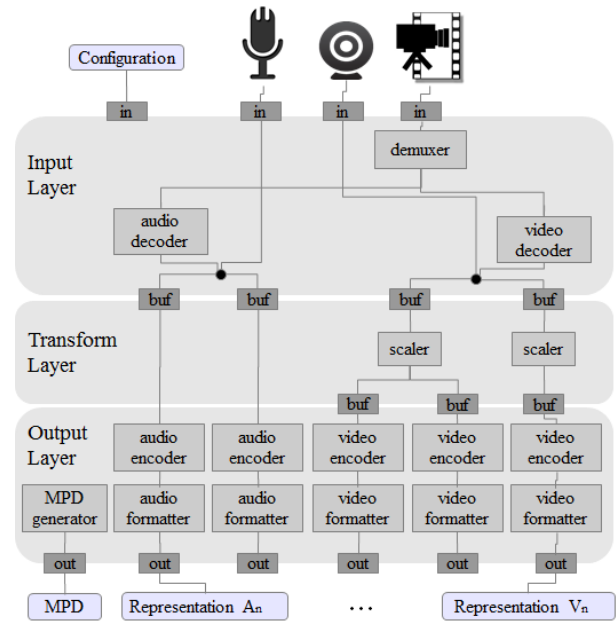 Configuration
in
in
in
in
Input
Layer
demuxer
audio
decoder
video
decoder
buf
buf
buf
buf
Transform
Layer
scaler
scaler
buf
buf
buf
Output
Layer
audio
encoder
audio
encoder
video
encoder
video
encoder
video
encoder
MPD
generator
audio
formatter
audio
formatter
video
formatter
video
formatter
video
formatter
out
out
out
out
out
out
MPD
Representation An
...
Representation Vn